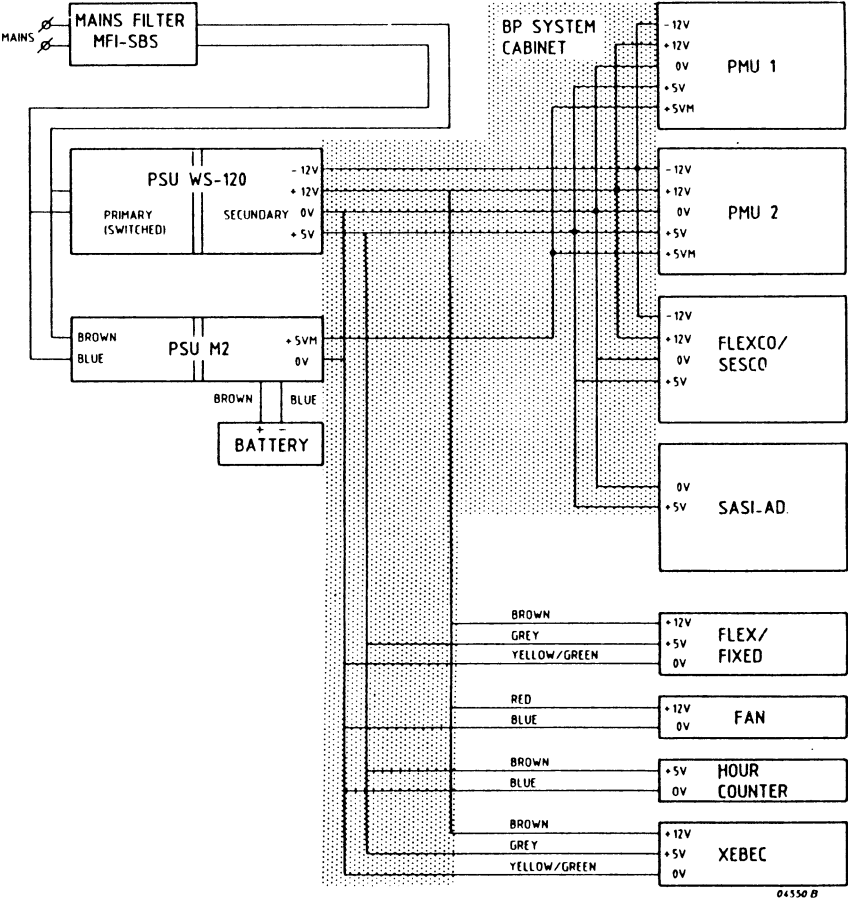 MAINS
MAINS FILTER
MFI-SBS
BP SYSTEM
CABINET
- 12V
+ 12V
0V
+ 5V
+ 5VM
PMU 1
PSU WS-120
PRIMARY
(SWITCHED)
SECUNDARY
- 12V
+ 12V
0V
+ 5V
- 12V
+ 12V
0V
+ 5V
+ 5VM
PMU 2
BROWN
BLUE
PSU M2
+ 5VM
0V
BROWN
BLUE
+ -
BATTERY
- 12V
+ 12V
0V
+ 5V
FLEXCO/
SESCO
0V
+ 5V
SASI-AD.
BROWN
GREY
YELLOW/GREEN
+ 12V
+ 5V
0V
FLEX/
FIXED
RED
BLUE
+ 12V
0V
FAN
BROWN
BLUE
+ 5V
0V
HOUR
COUNTER
BROWN
GREY
YELLOW/GREEN
+ 12V
+ 5V
0V
XEBEC
04550 B